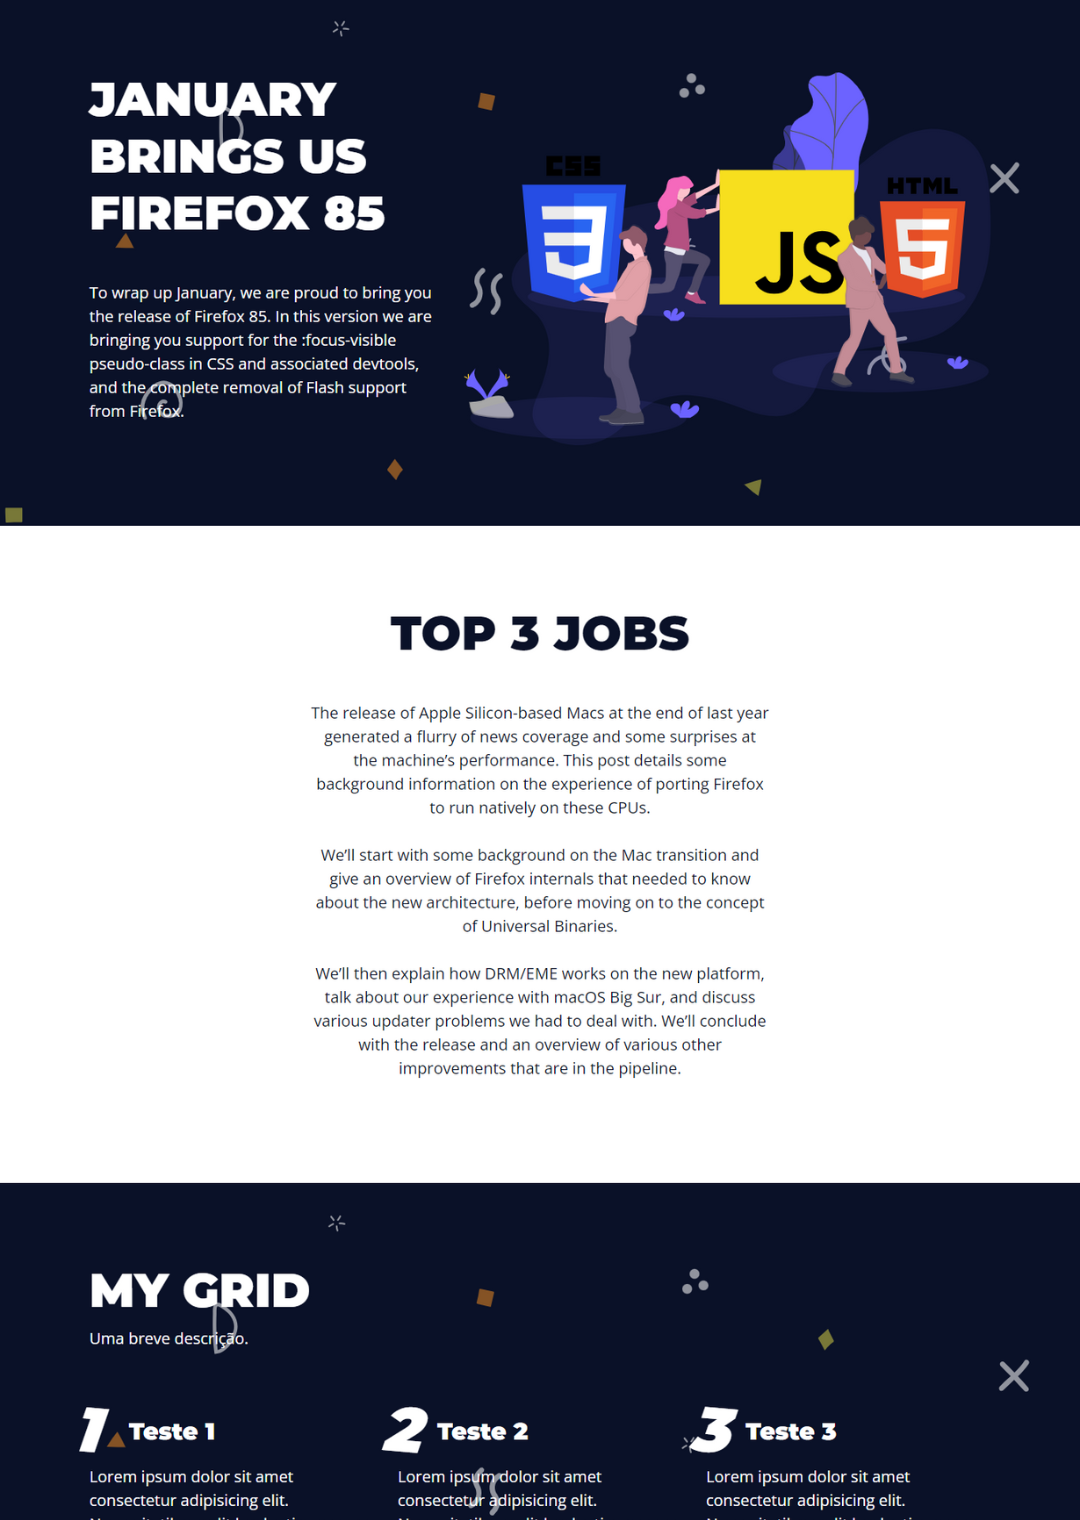 JANUARY
BRINGS US
FIREFOX 85
To wrap up January, we are proud to bring you
the release of Firefox 85. In this version we are
bringing you support for the :focus-visible
pseudo-class in CSS and associated devtools,
and the complete removal of Flash support
from Firefox.
CSS
3
JS
HTML
5
TOP 3 JOBS
The release of Apple Silicon-based Macs at the end of last year
generated a flurry of news coverage and some surprises at
the machine’s performance. This post details some
background information on the experience of porting Firefox
to run natively on these CPUs.
We’ll start with some background on the Mac transition and
give an overview of Firefox internals that needed to know
about the new architecture, before moving on to the concept
of Universal Binaries.
We’ll then explain how DRM/EME works on the new platform,
talk about our experience with macOS Big Sur, and discuss
various updater problems we had to deal with. We’ll conclude
with the release and an overview of various other
improvements that are in the pipeline.
MY GRID
Uma breve descrição.
1 Teste 1
Lorem ipsum dolor sit amet
consectetur adipisicing elit.
2 Teste 2
Lorem ipsum dolor sit amet
consectetur adipisicing elit.
3 Teste 3
Lorem ipsum dolor sit amet
consectetur adipisicing elit.